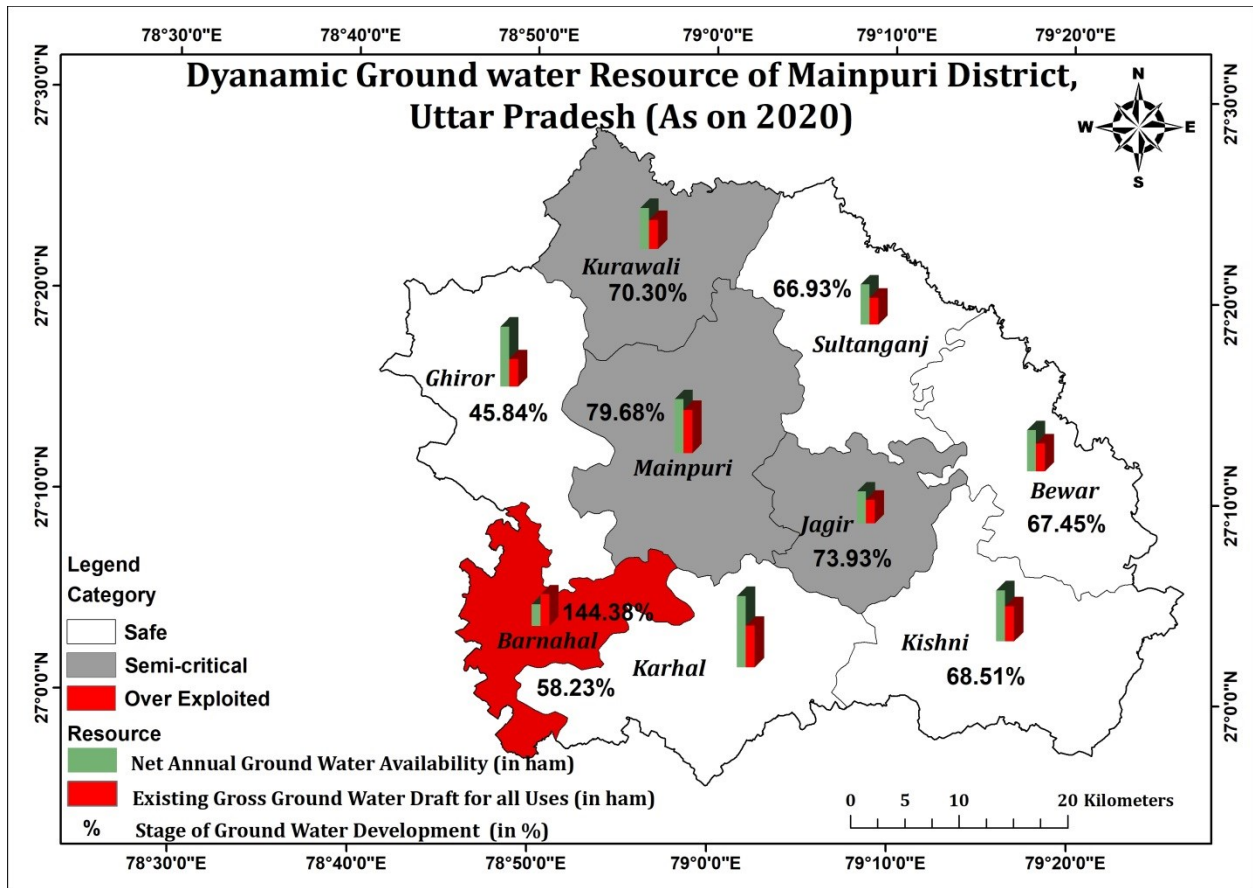 78°30'0"E 78°40'0"E 78°50'0"E 79°0'0"E 79°10'0"E 79°20'0"E
Dyanamic Ground water Resource of Mainpuri District,
Uttar Pradesh (As on 2020)
N
W E
S
27°30'0"N 27°30'0"N
27°20'0"N 27°20'0"N
27°10'0"N 27°10'0"N
27°0'0"N 27°0'0"N
Kurawali
70.30%
66.93%
Sultanganj
Ghiror
45.84%
79.68%
Mainpuri
Bewar
67.45%
Jagir
73.93%
144.38%
Barnahal
Karhal
58.23%
Kishni
68.51%
Legend
Category
Safe
Semi-critical
Over Exploited
Resource
Net Annual Ground Water Availability (in ham)
Existing Gross Ground Water Draft for all Uses (in ham)
% Stage of Ground Water Development (in %)
0 5 10 20 Kilometers
78°30'0"E 78°40'0"E 78°50'0"E 79°0'0"E 79°10'0"E 79°20'0"E